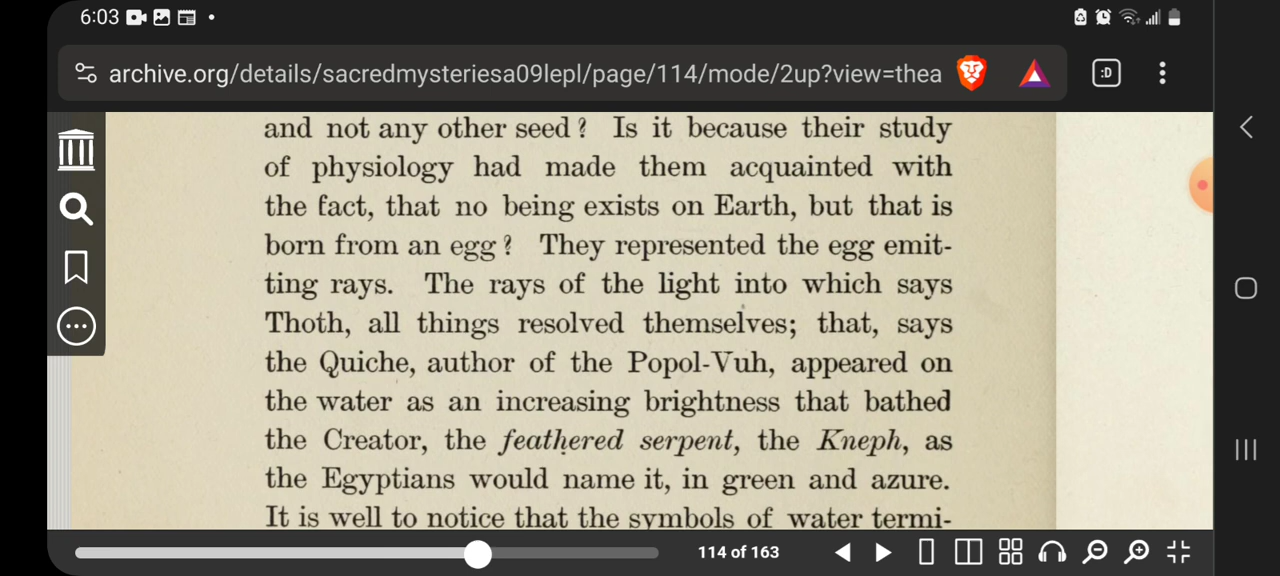 6:03
archive.org/details/sacredmysteriesa09lepl/page/114/mode/2up?view=thea
:D
and not any other seed? Is it because their study
of physiology had made them acquainted with
the fact, that no being exists on Earth, but that is
born from an egg? They represented the egg emit-
ting rays. The rays of the light into which says
Thoth, all things resolved themselves; that, says
the Quiche, author of the Popol-Vuh, appeared on
the water as an increasing brightness that bathed
the Creator, the feathered serpent, the Kneph, as
the Egyptians would name it, in green and azure.
It is well to notice that the symbols of water termi-
114 of 163